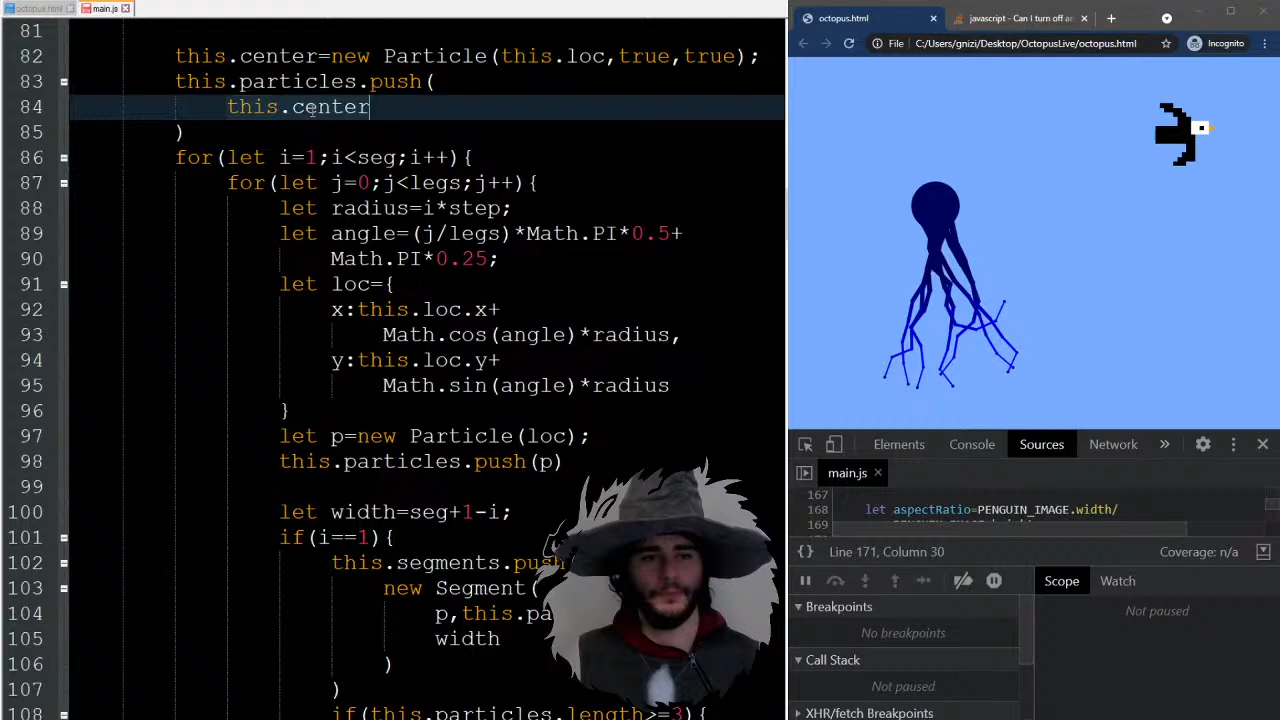 octopus.html
main.js
81
82 this.center=new Particle(this.loc,true,true);
83 this.particles.push(
84 this.center
85 )
86 for(let i=1;i<seg;i++){
87 for(let j=0;j<legs;j++){
88 let radius=i*step;
89 let angle=(j/legs)*Math.PI*0.5+
90 Math.PI*0.25;
91 let loc={
92 x:this.loc.x+
93 Math.cos(angle)*radius,
94 y:this.loc.y+
95 Math.sin(angle)*radius
96 }
97 let p=new Particle(loc);
98 this.particles.push(p)
99
100 let width=seg+1-i;
101 if(i==1){
102 this.segments.push
103 new Segment(
104 p,this.pa
105 width
106 )
107 )
108 if(this.particles.length>=3){
octopus.html
javascript - Can I turn off an
File C:/Users/gnizi/Desktop/OctopusLive/octopus.html
Incognito
Elements Console Sources Network
main.js
167
168 let aspectRatio=PENGUIN_IMAGE.width/
169
{} Line 171, Column 30 Coverage: n/a
Scope Watch
Breakpoints
No breakpoints
Not paused
Call Stack
Not paused
XHR/fetch Breakpoints